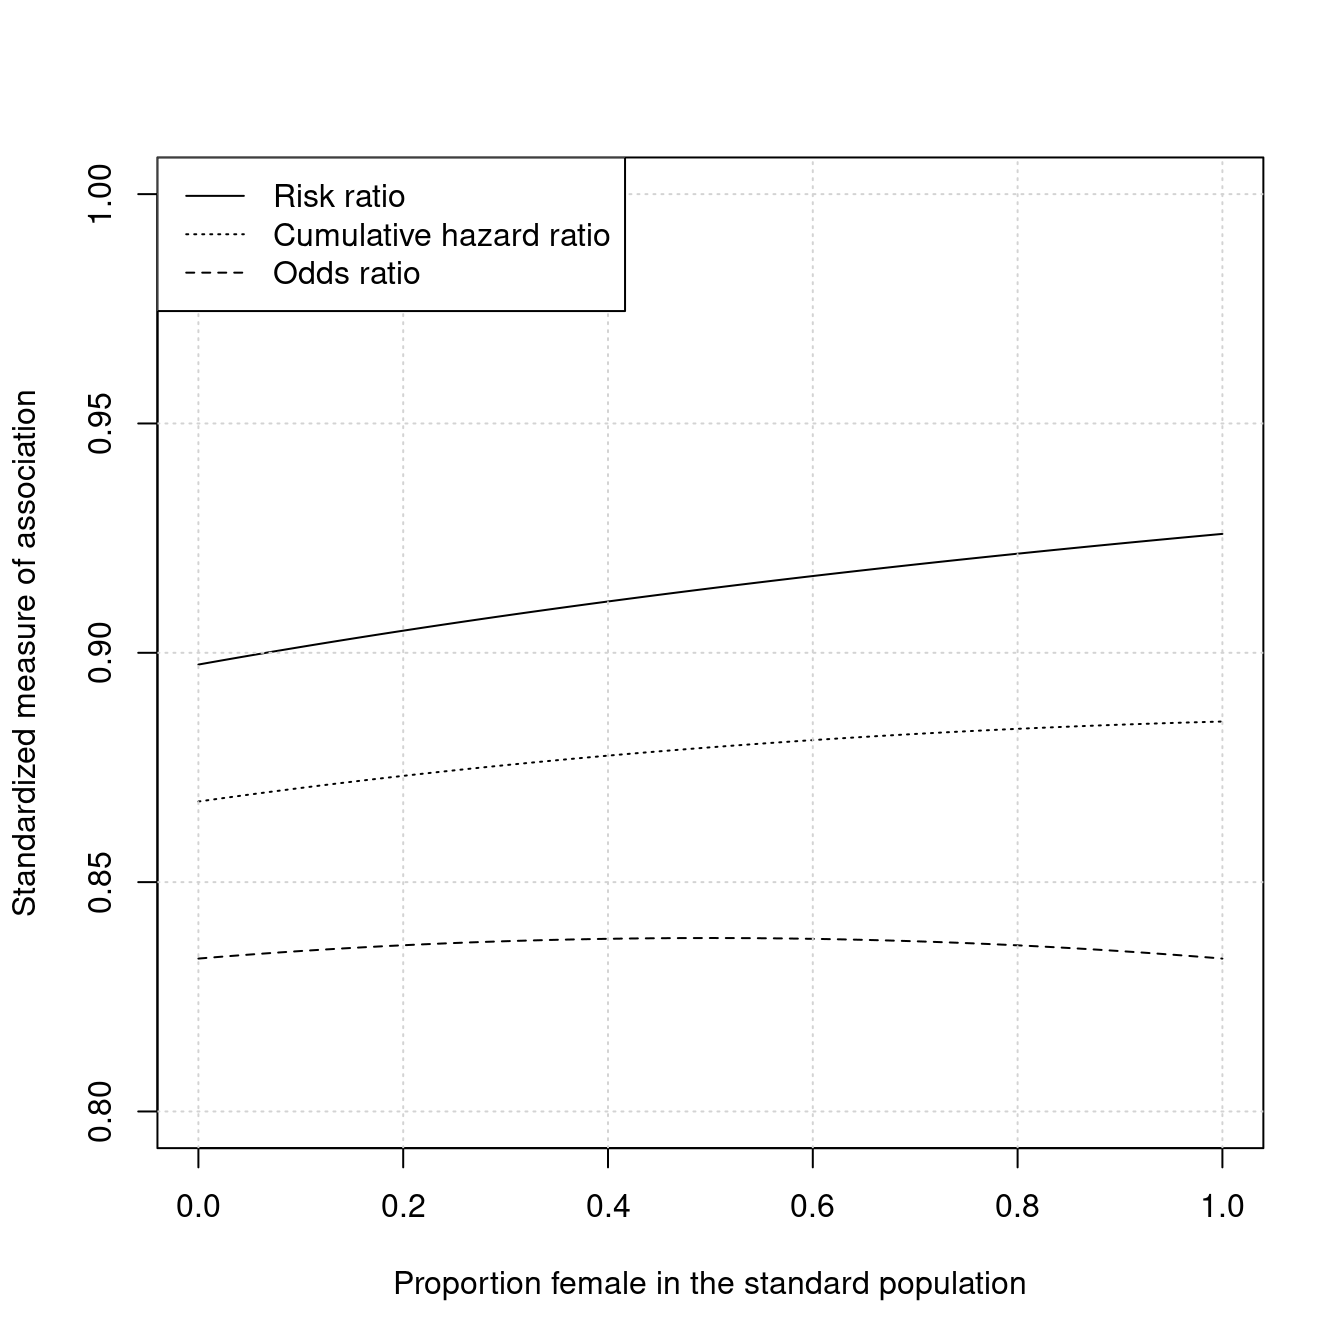 Risk ratio
Cumulative hazard ratio
Odds ratio
Standardized measure of association
1.00
0.95
0.90
0.85
0.80
0.0 0.2 0.4 0.6 0.8 1.0
Proportion female in the standard population